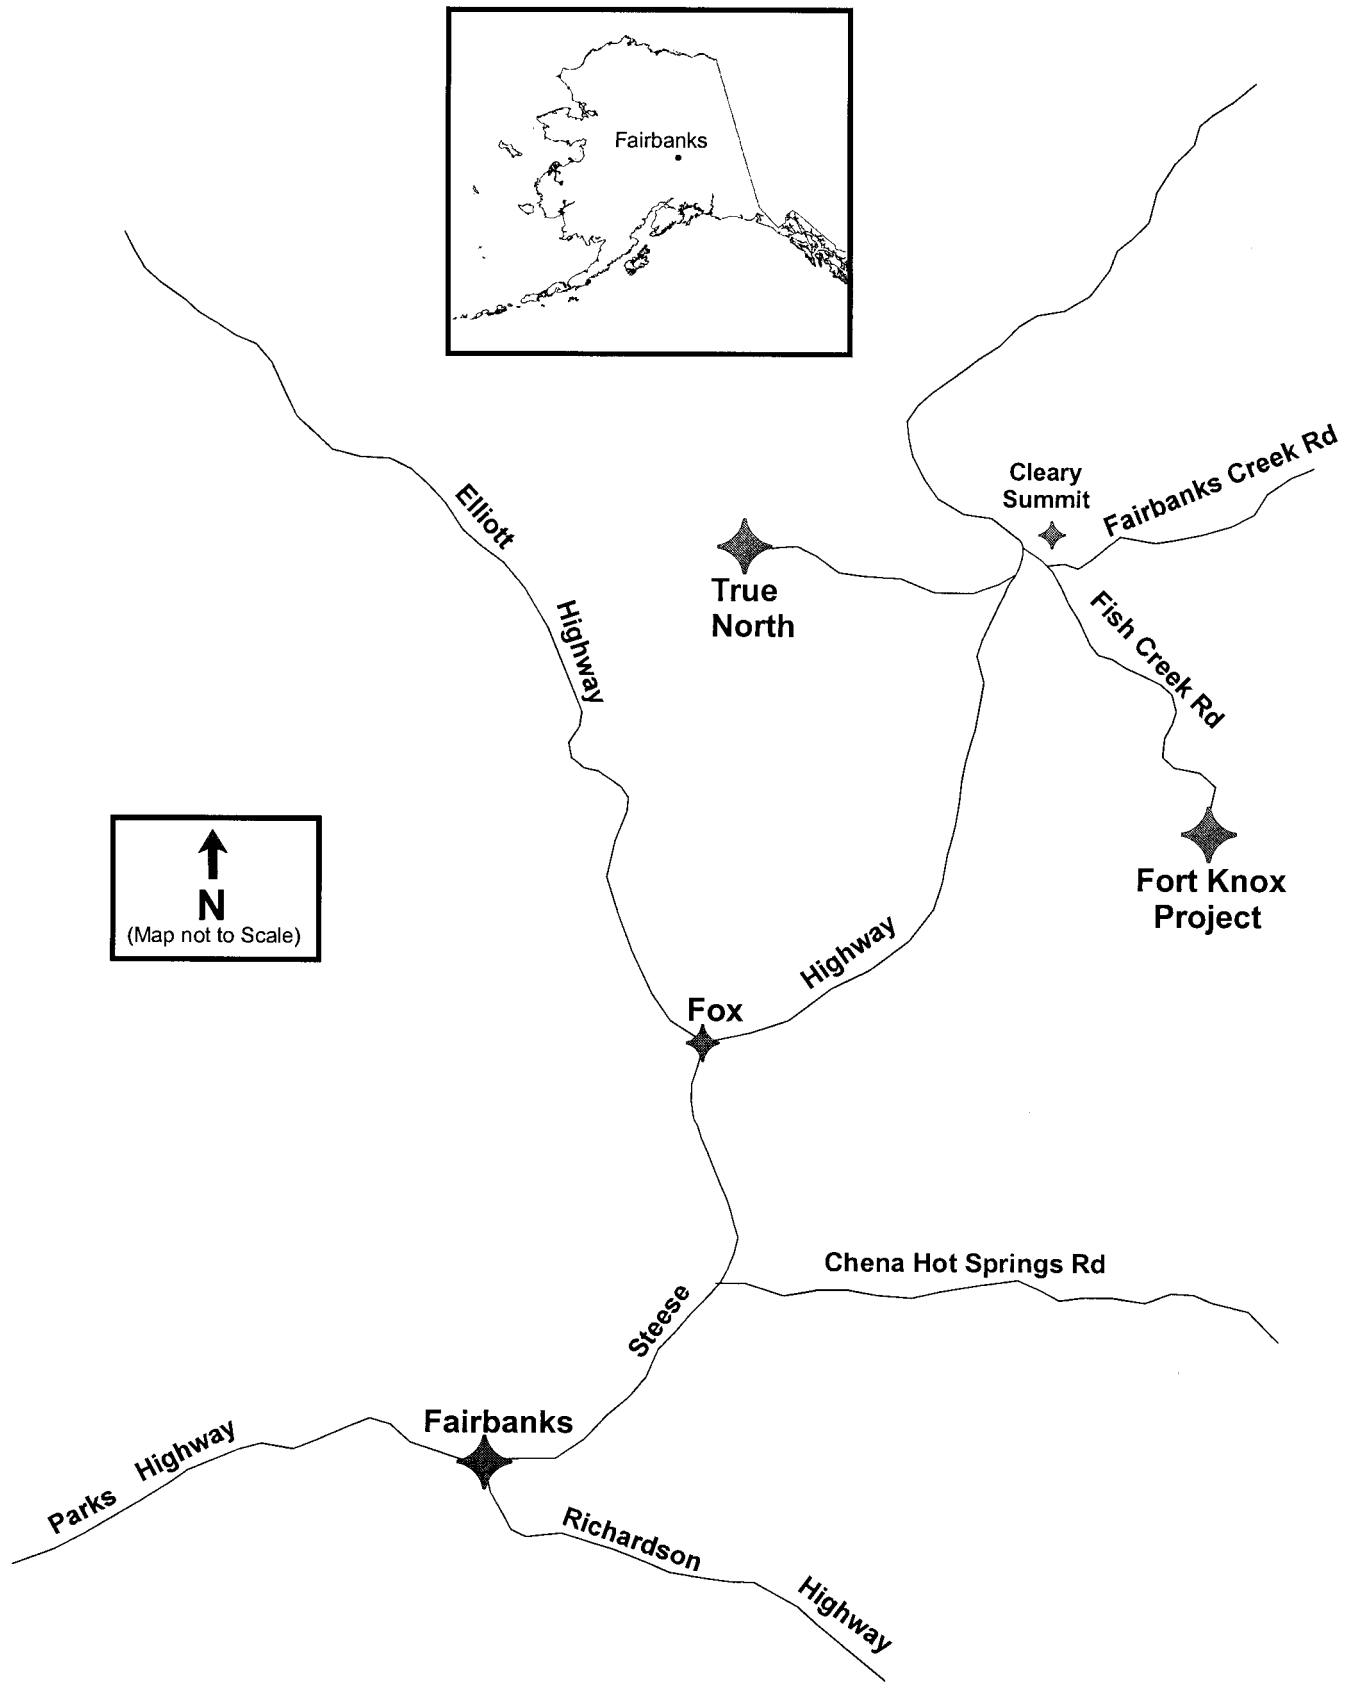 Fairbanks
Elliott
Highway
Cleary
Summit
Fairbanks Creek Rd
True
North
Fish Creek Rd
N
(Map not to Scale)
Fort Knox
Project
Highway
Fox
Chena Hot Springs Rd
Steese
Fairbanks
Parks Highway
Richardson
Highway